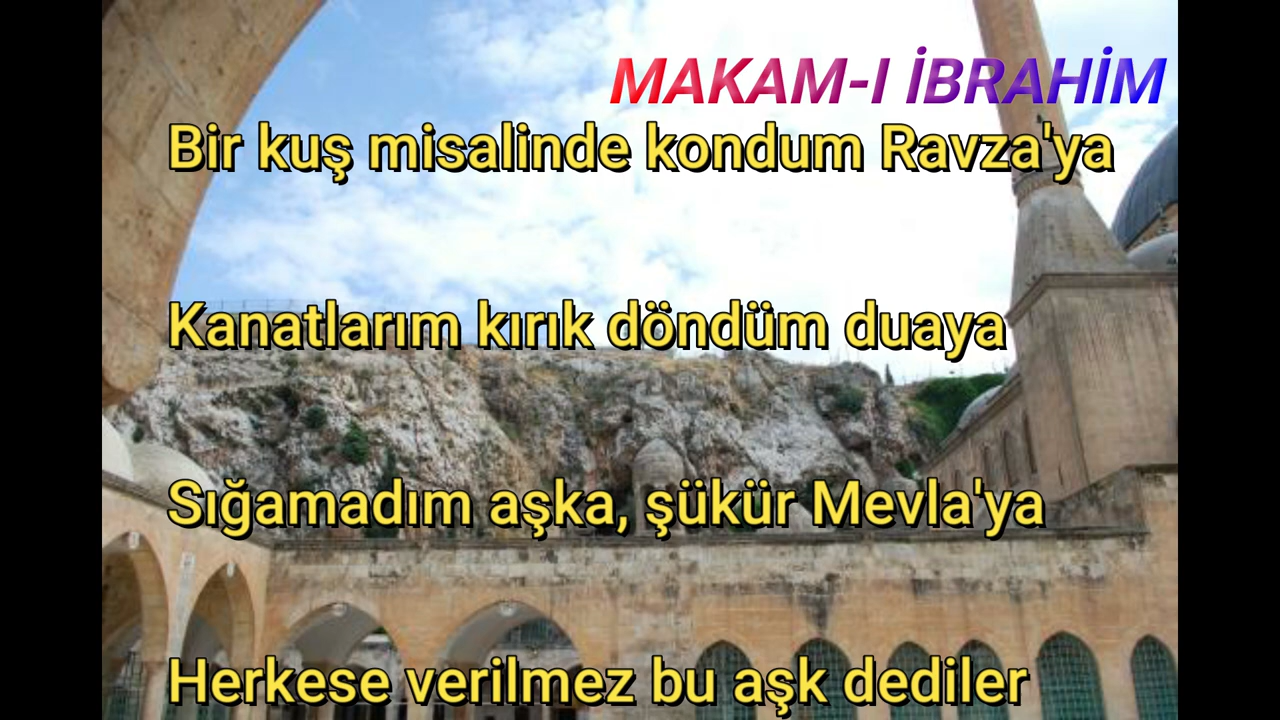 MAKAM-I İBRAHİM
Bir kuş misalinde kondum Ravza'ya
Kanatlarım kırık döndüm duaya
Sığamadım aşka, şükür Mevla'ya
Herkese verilmez bu aşk dediler